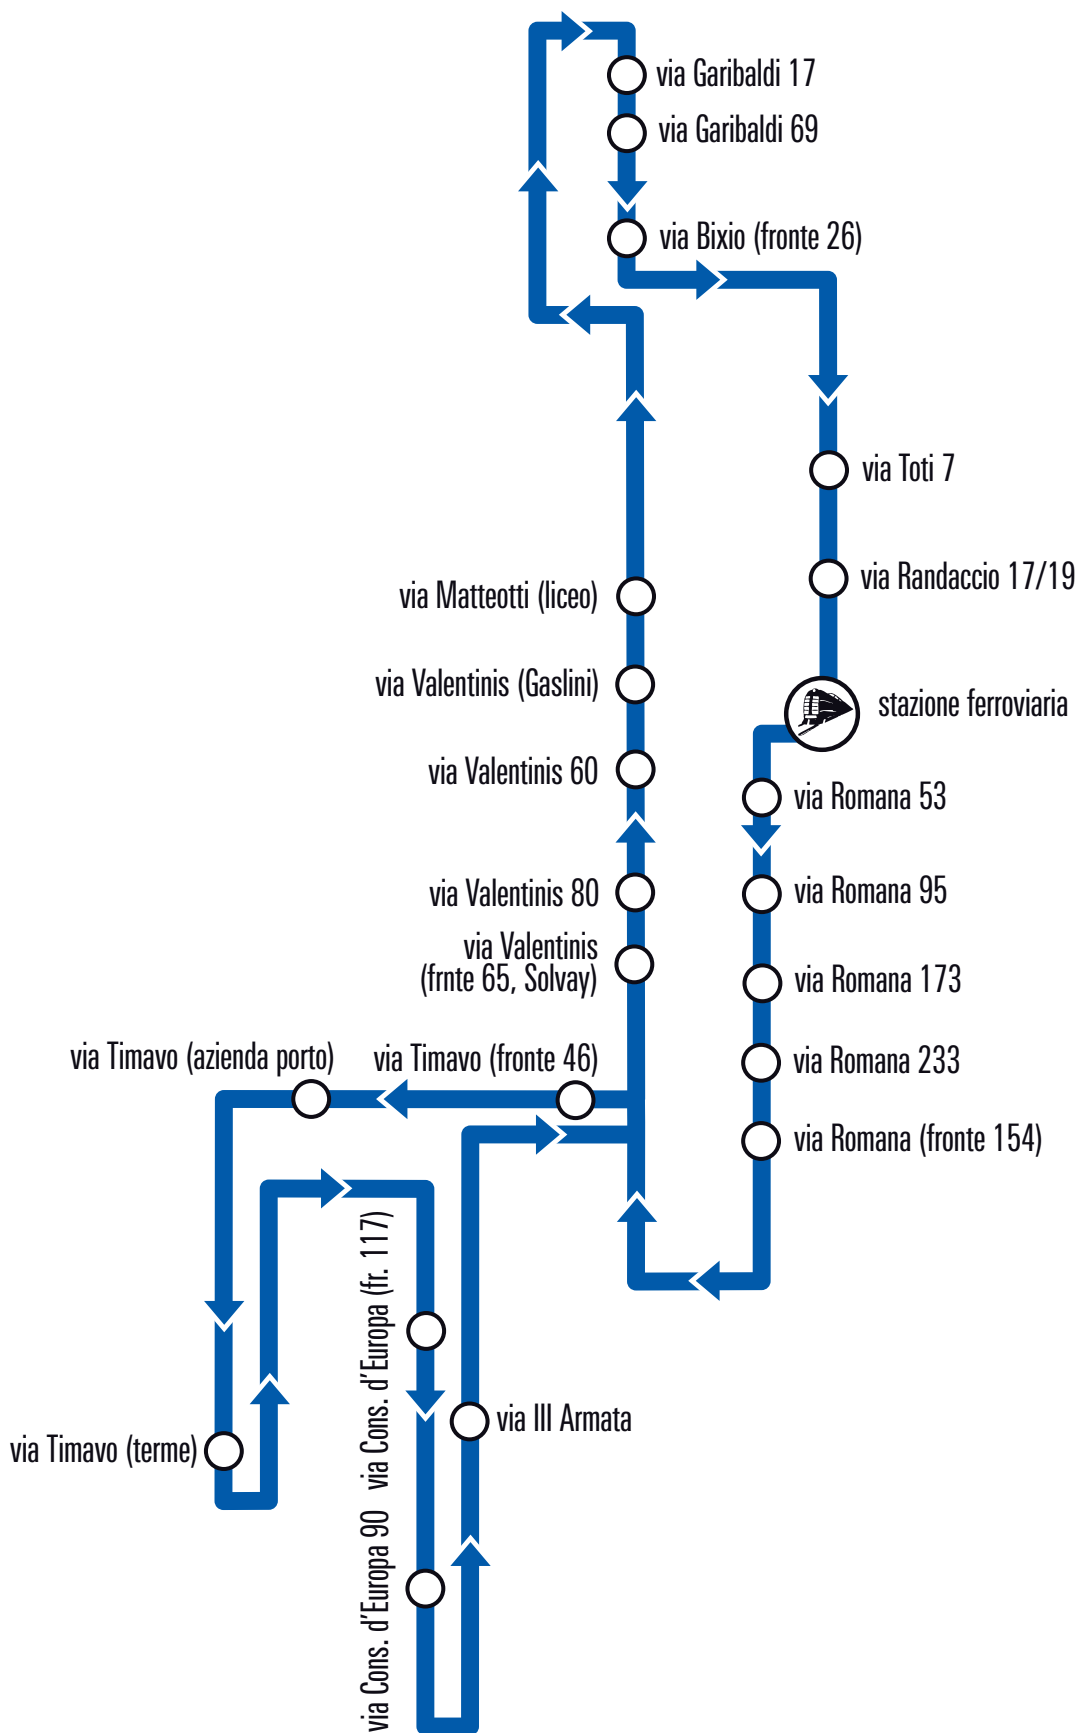 via Garibaldi 17
via Garibaldi 69
via Bixio (fronte 26)
via Toti 7
via Randaccio 17/19
via Matteotti (liceo)
via Valentinis (Gaslini)
stazione ferroviaria
via Valentinis 60
via Romana 53
via Valentinis 80
via Romana 95
via Valentinis
(frnte 65, Solvay)
via Romana 173
via Timavo (azienda porto)
via Timavo (fronte 46)
via Romana 233
via Romana (fronte 154)
via Cons. d'Europa (fr. 117)
via III Armata
via Timavo (terme)
via Cons. d'Europa 90